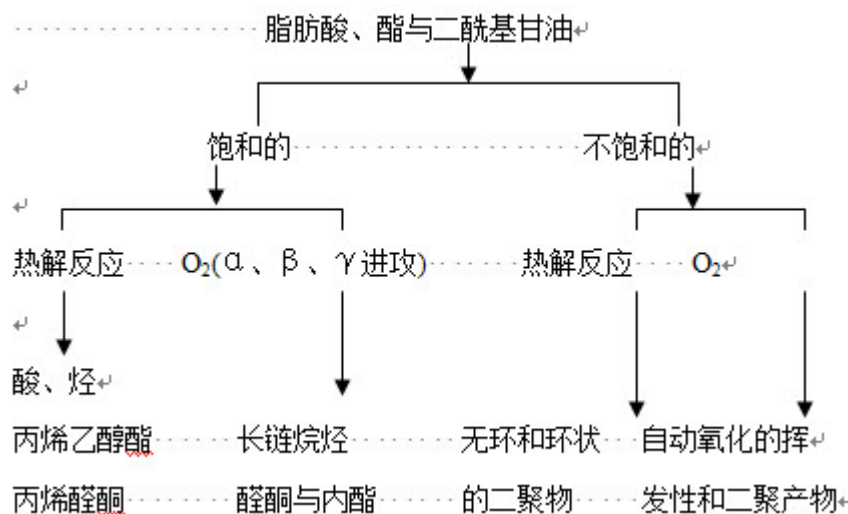 脂肪酸、酯与二酰基甘油
饱和的 不饱和的
热解反应 O₂(α、β、γ进攻) 热解反应 O₂
酸、烃
丙烯乙醇酯 长链烷烃 无环和环状 自动氧化的挥
丙烯醛酮 醛酮与内酯 的二聚物 发性和二聚产物